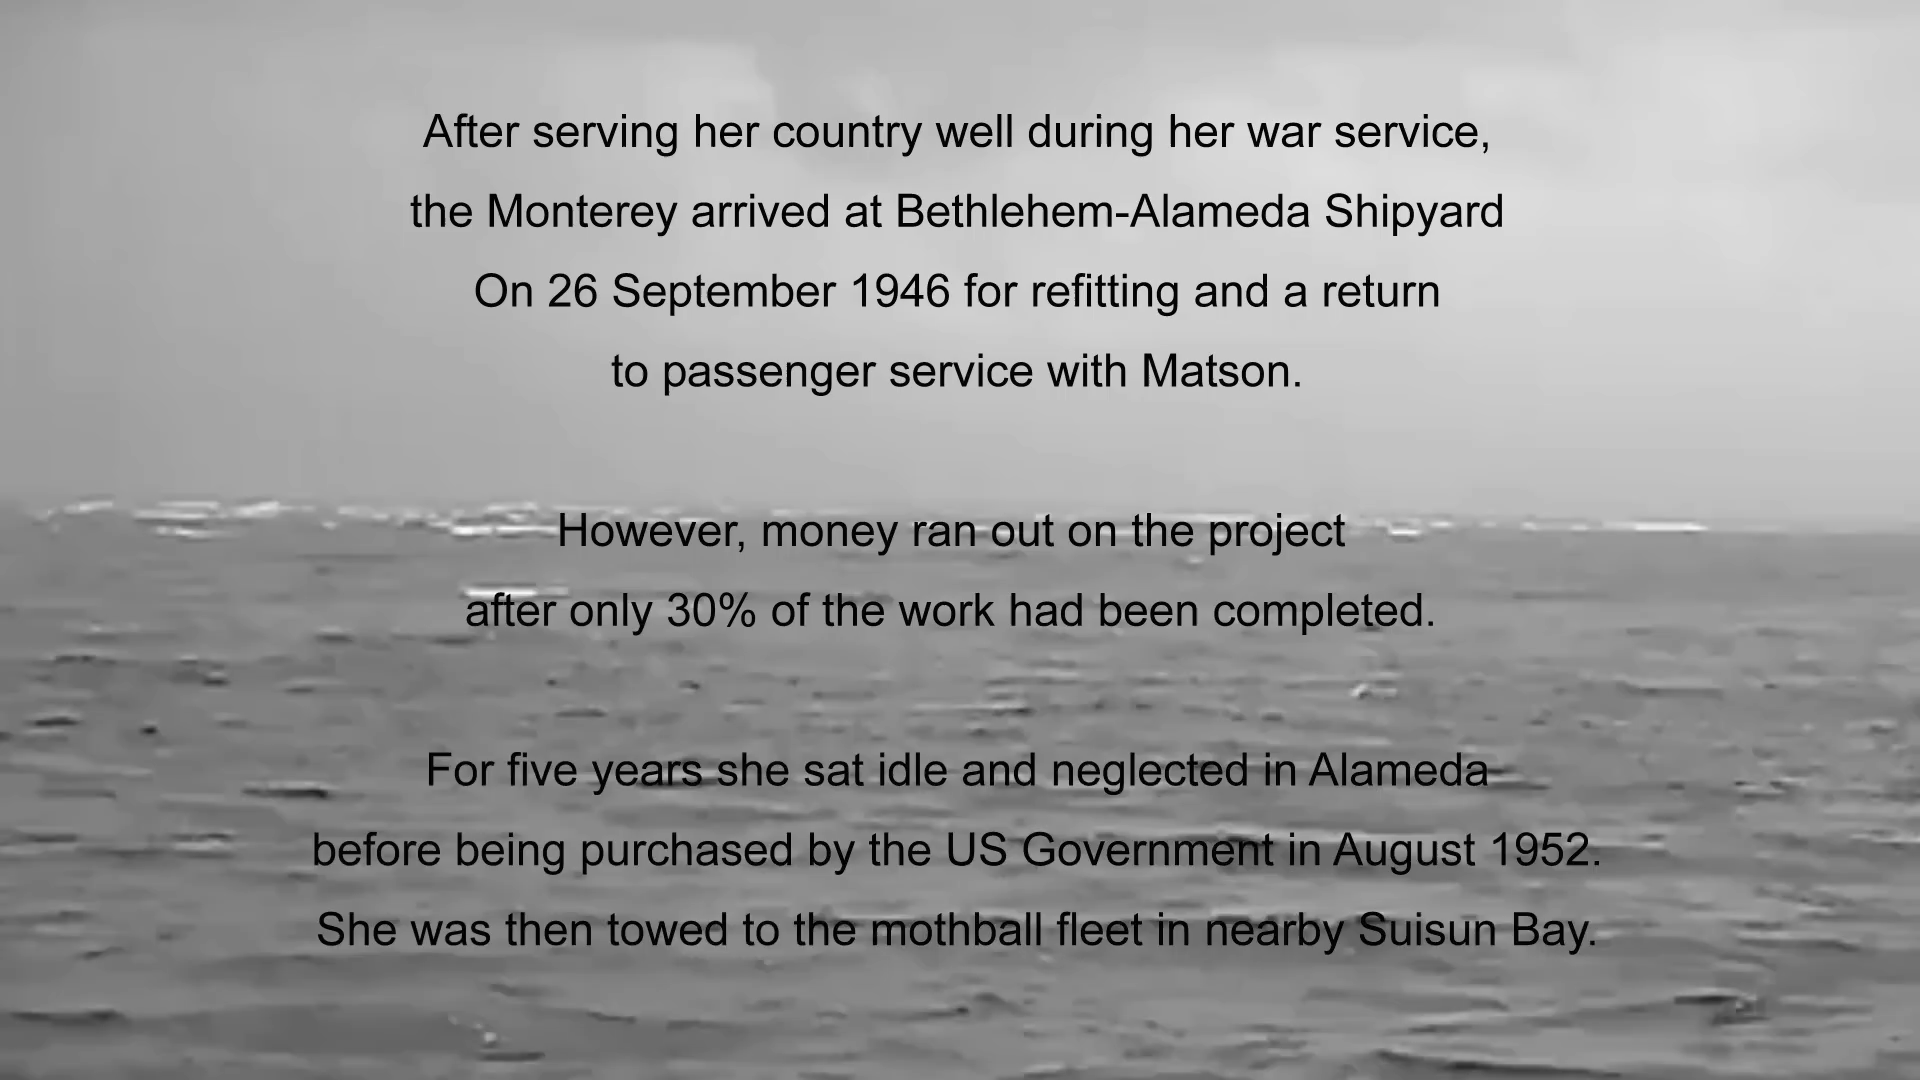 After serving her country well during her war service,
the Monterey arrived at Bethlehem-Alameda Shipyard
On 26 September 1946 for refitting and a return
to passenger service with Matson.
However, money ran out on the project
after only 30% of the work had been completed.
For five years she sat idle and neglected in Alameda
before being purchased by the US Government in August 1952.
She was then towed to the mothball fleet in nearby Suisun Bay.